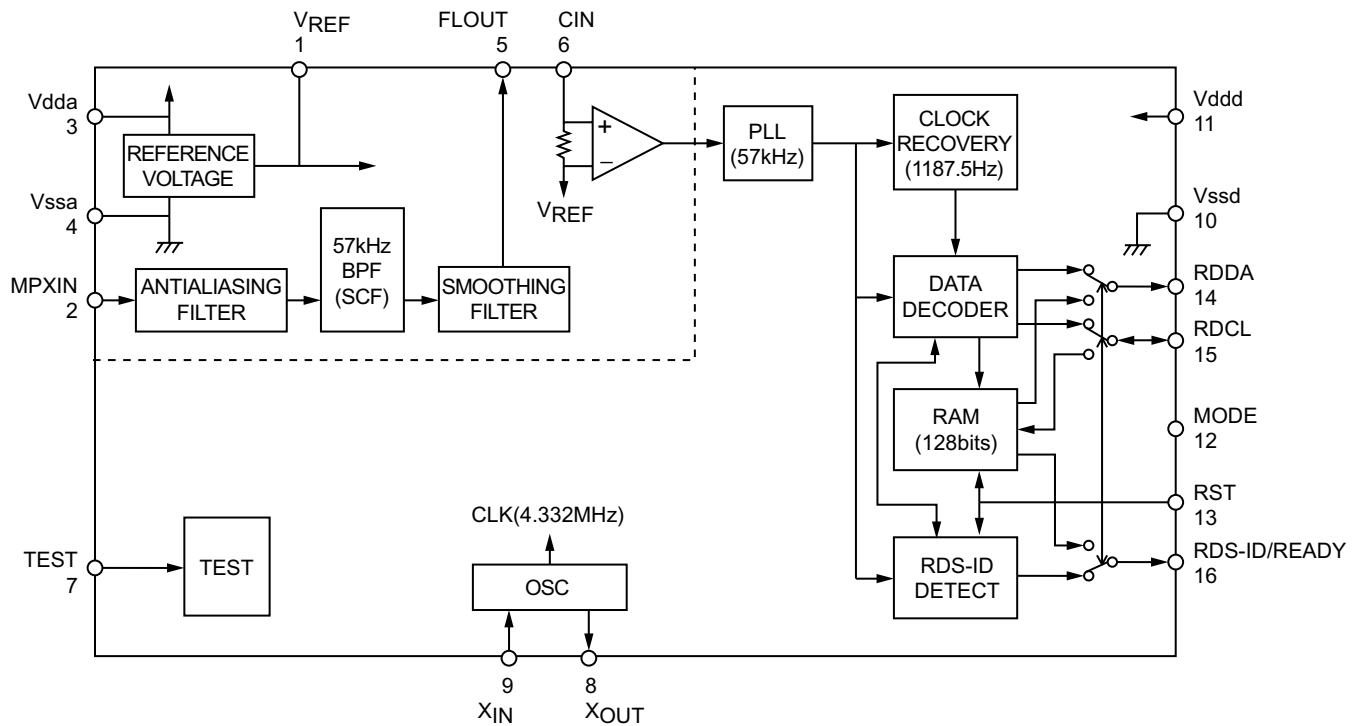 VREF
1
FLOUT
5
CIN
6
Vdda
3
REFERENCE
VOLTAGE
Vssa
4
+
–
VREF
PLL
(57kHz)
CLOCK
RECOVERY
(1187.5Hz)
Vddd
11
Vssd
10
MPXIN
2
ANTIALIASING
FILTER
57kHz
BPF
(SCF)
SMOOTHING
FILTER
DATA
DECODER
RDDA
14
RDCL
15
RAM
(128bits)
MODE
12
RST
13
CLK(4.332MHz)
TEST
7
TEST
OSC
RDS-ID
DETECT
RDS-ID/READY
16
9
XIN
8
XOUT